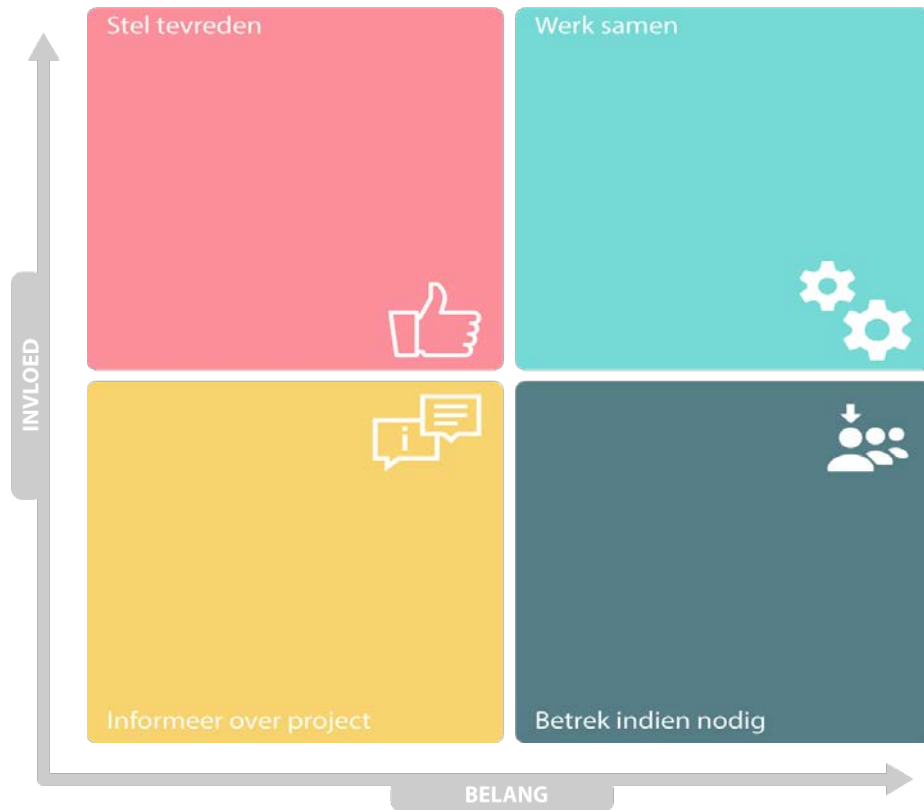 Stel tevreden
Werk samen
INVLOED
i
Informeer over project
Betrek indien nodig
BELANG